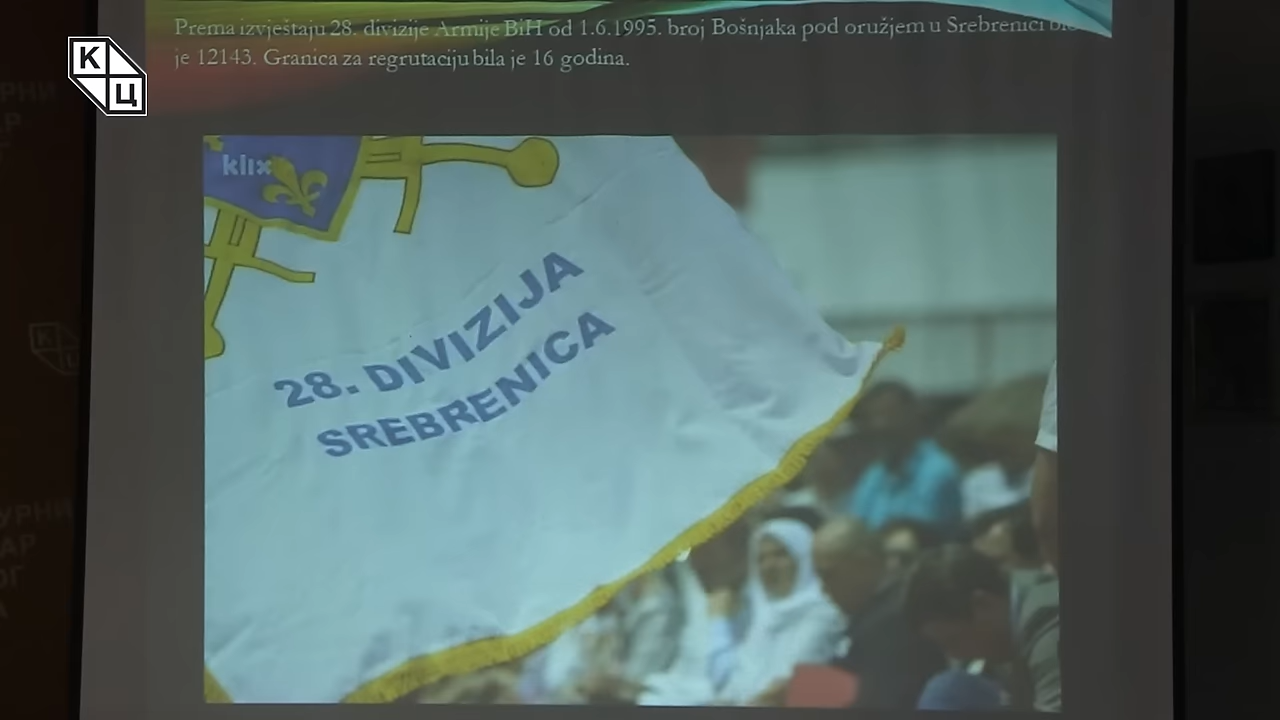 Prema izvještaju 28. divizije Armije BiH od 1.6.1995. broj Bošnjaka pod oružjem u Srebrenici
je 12143. Granica za regrutaciju bila je 16 godina.
К
Ц
klix
28. DIVIZIJA
SREBRENICA